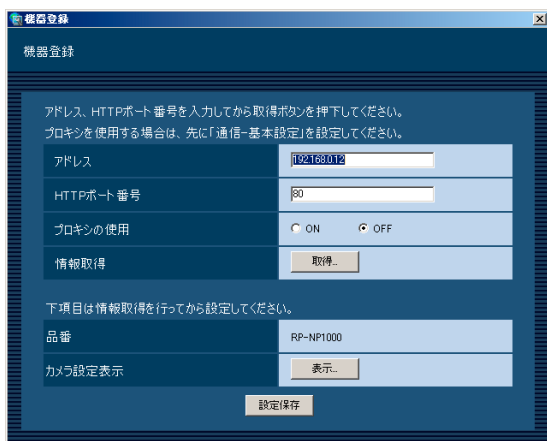 機器登録
機器登録
アドレス、HTTPポート番号を入力してから取得ボタンを押下してください。
プロキシを使用する場合は、先に「通信-基本設定」を設定してください。
アドレス 192.168.0.12
HTTPポート番号 80
プロキシの使用 ON OFF
情報取得 取得...
下項目は情報取得を行ってから設定してください。
品番 RP-NP1000
カメラ設定表示 表示...
設定保存